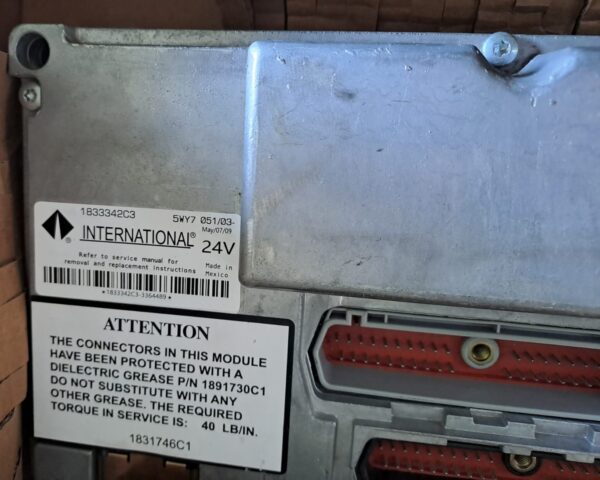 1833342C3 5WY7 051/03-
May/07/09
INTERNATIONAL® 24V
Refer to service manual for
removal and replacement instructions
Made in
Mexico
*1833342C3-3364489*
ATTENTION
THE CONNECTORS IN THIS MODULE
HAVE BEEN PROTECTED WITH A
DIELECTRIC GREASE P/N 1891730C1
DO NOT SUBSTITUTE WITH ANY
OTHER GREASE. THE REQUIRED
TORQUE IN SERVICE IS: 40 LB/IN.
1831746C1